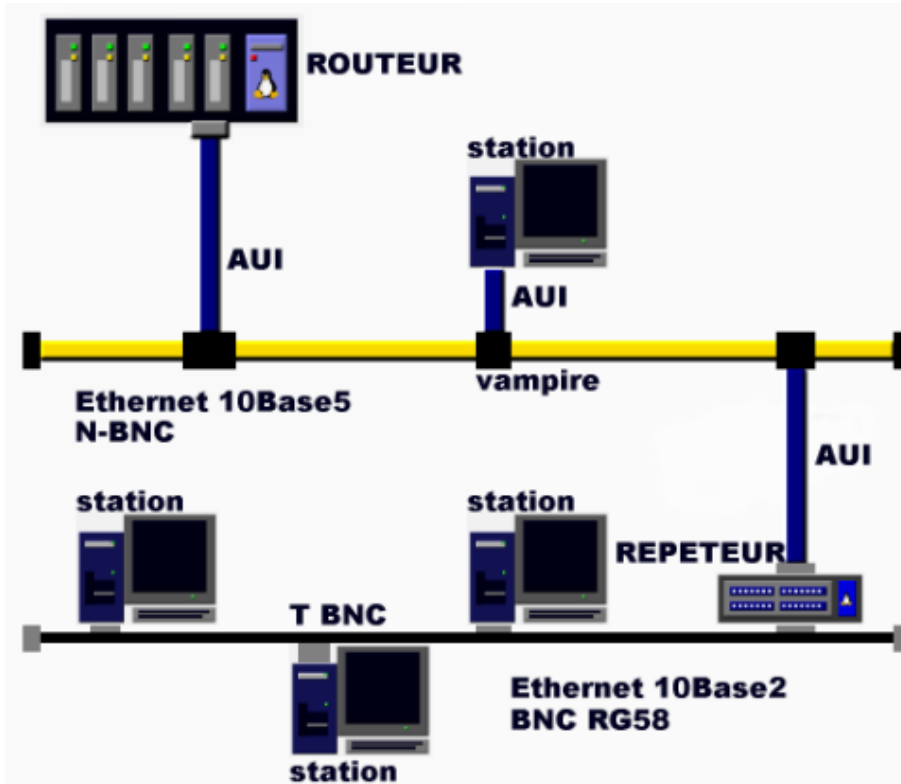 ROUTEUR
station
AUI
AUI
vampire
Ethernet 10Base5
N-BNC
AUI
station
station
REPETEUR
T BNC
Ethernet 10Base2
BNC RG58
station